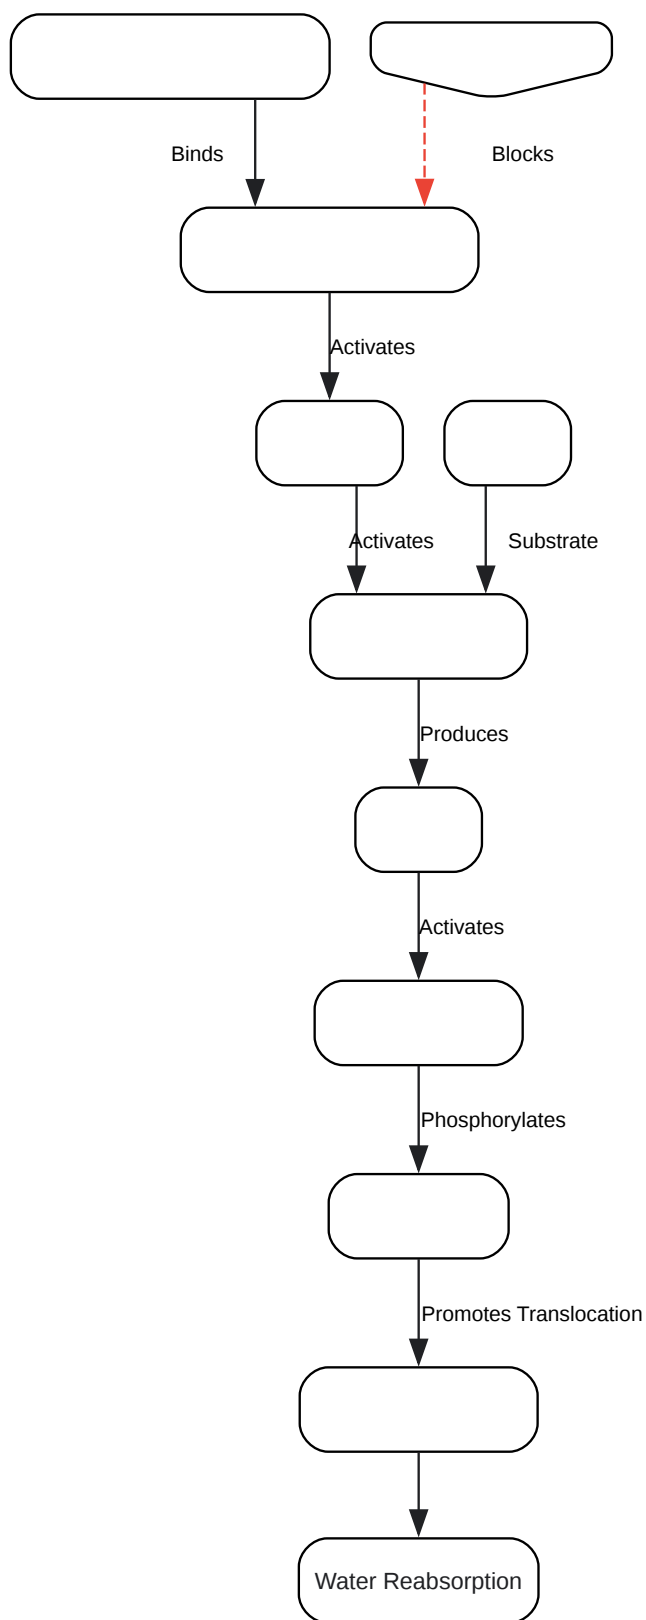 Binds
Blocks
Activates
Activates
Substrate
Produces
Activates
Phosphorylates
Promotes Translocation
Water Reabsorption